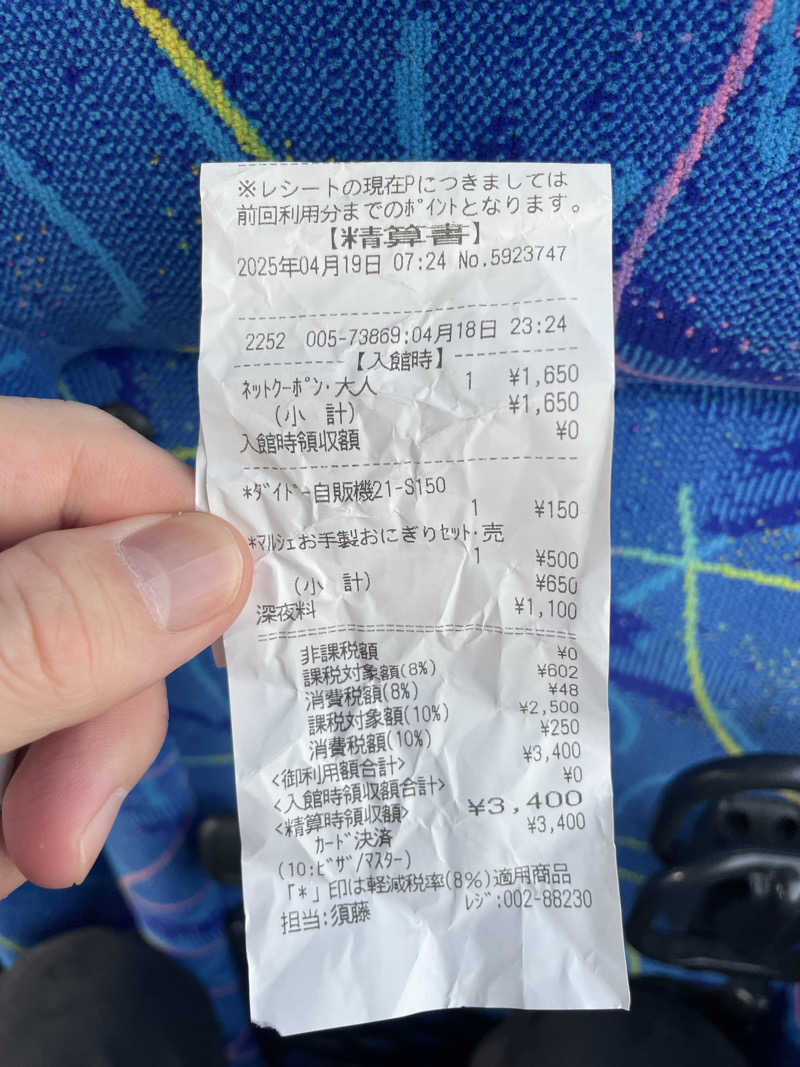 ※レシートの現在Pにつきましては
前回利用分までのﾎﾟｲﾝﾄとなります。
【精算書】
2025年04月19日 07:24 No.5923747
2252 005-73869:04月18日 23:24
【入館時】
ﾈｯﾄｸｰﾎﾟﾝ･大人 1 ¥1,650
(小 計) ¥1,650
入館時領収額 ¥0
*ﾀﾞｲﾄﾞｰ自販機21-S150
1 ¥150
*ﾏﾙｼｪお手製おにぎりｾｯﾄ･売
1 ¥500
(小 計) ¥650
深夜料 ¥1,100
非課税額 ¥0
課税対象額(8%) ¥602
消費税額(8%) ¥48
課税対象額(10%) ¥2,500
消費税額(10%) ¥250
<御利用額合計> ¥3,400
<入館時領収額合計> ¥0
<精算時領収額> ¥3,400
ｶｰﾄﾞ決済 ¥3,400
(10:ﾋﾞｻﾞ/ﾏｽﾀｰ)
「*」印は軽減税率(8%)適用商品
担当:須藤 ﾚｼﾞ:002-88230